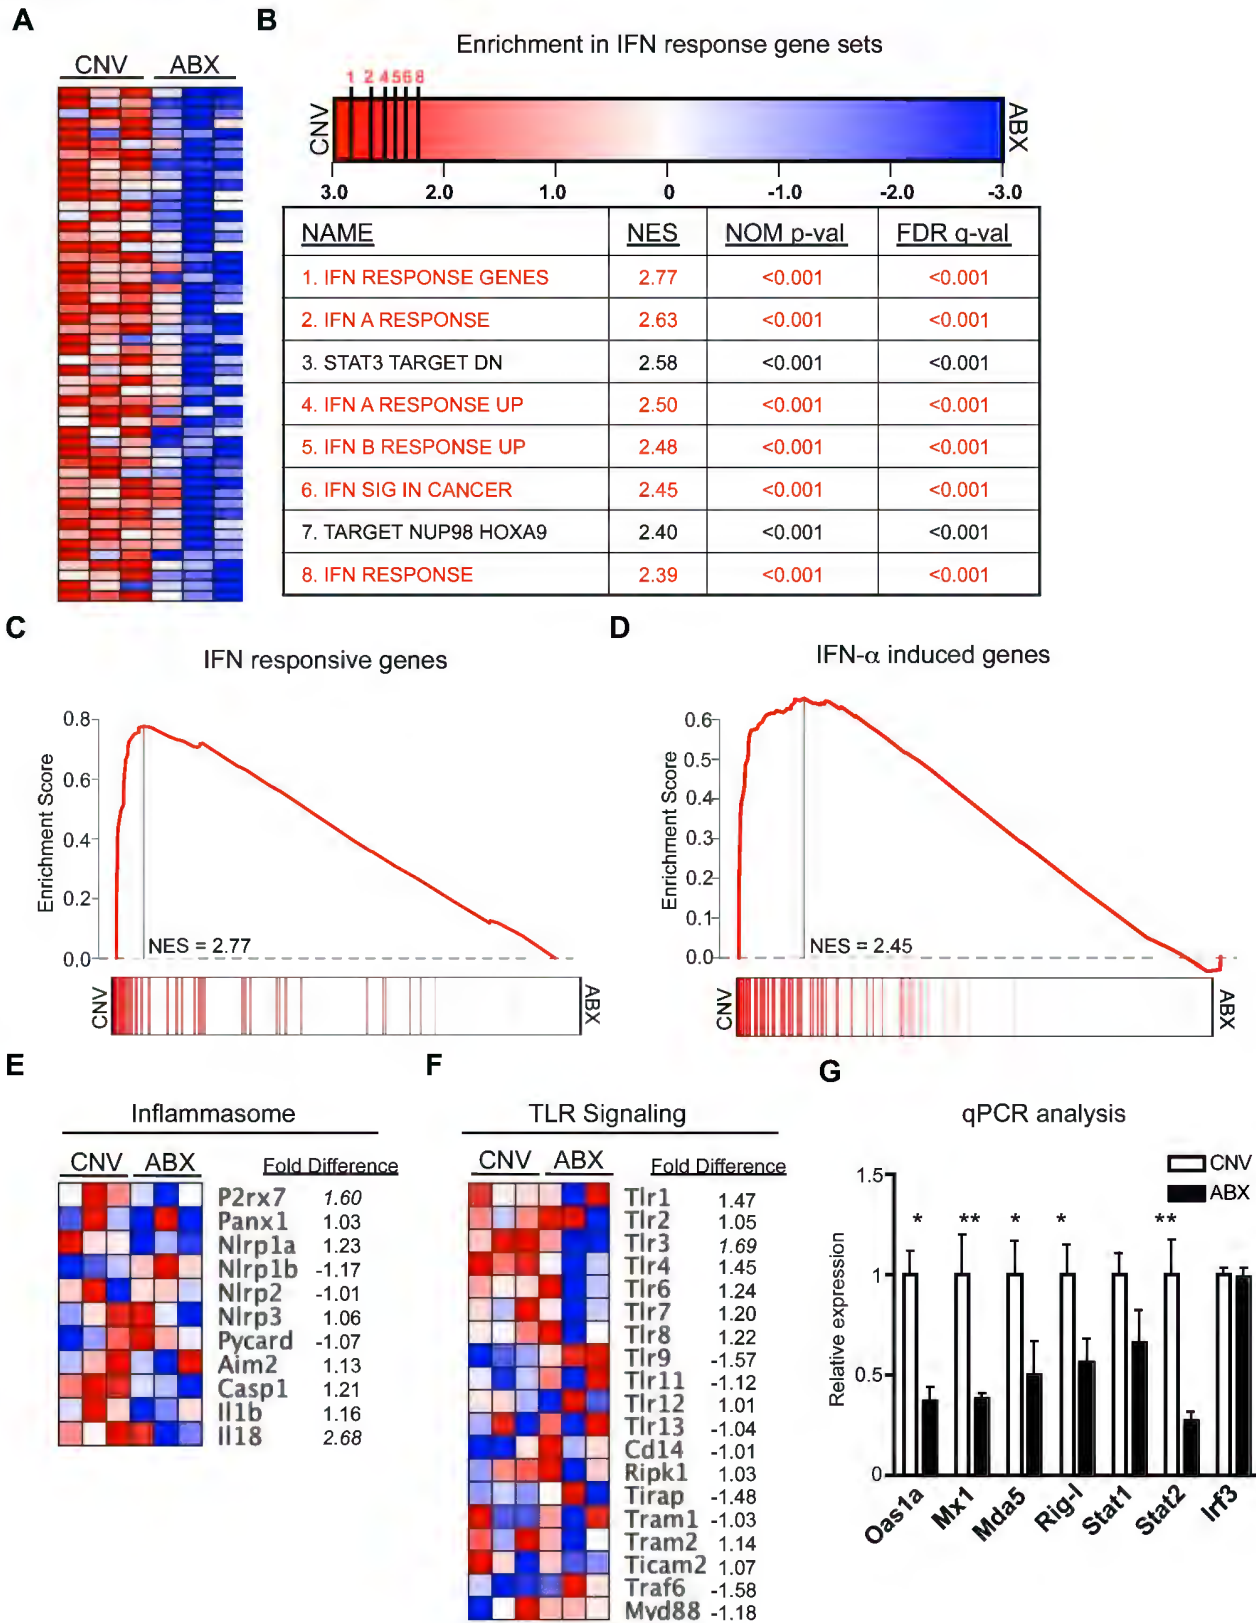 A
CNV ABX
B
Enrichment in IFN response gene sets
1 2 4 5 6 8
CNV
ABX
3.0 2.0 1.0 0 -1.0 -2.0 -3.0
NAME NES NOM p-val FDR q-val
1. IFN RESPONSE GENES 2.77 <0.001 <0.001
2. IFN A RESPONSE 2.63 <0.001 <0.001
3. STAT3 TARGET DN 2.58 <0.001 <0.001
4. IFN A RESPONSE UP 2.50 <0.001 <0.001
5. IFN B RESPONSE UP 2.48 <0.001 <0.001
6. IFN SIG IN CANCER 2.45 <0.001 <0.001
7. TARGET NUP98 HOXA9 2.40 <0.001 <0.001
8. IFN RESPONSE 2.39 <0.001 <0.001
C
IFN responsive genes
Enrichment Score
0.8
0.6
0.4
0.2
0.0
NES = 2.77
CNV
ABX
D
IFN-α induced genes
Enrichment Score
0.6
0.5
0.4
0.3
0.2
0.1
0.0
NES = 2.45
CNV
ABX
E
Inflammasome
CNV ABX Fold Difference
P2rx7 1.60
Panx1 1.03
Nlrp1a 1.23
Nlrp1b -1.17
Nlrp2 -1.01
Nlrp3 1.06
Pycard -1.07
Aim2 1.13
Casp1 1.21
Il1b 1.16
Il18 2.68
F
TLR Signaling
CNV ABX Fold Difference
Tlr1 1.47
Tlr2 1.05
Tlr3 1.69
Tlr4 1.45
Tlr6 1.24
Tlr7 1.20
Tlr8 1.22
Tlr9 -1.57
Tlr11 -1.12
Tlr12 1.01
Tlr13 -1.04
Cd14 -1.01
Ripk1 1.03
Tirap -1.48
Tram1 -1.03
Tram2 1.14
Ticam2 1.07
Traf6 -1.58
Myd88 -1.18
G
qPCR analysis
CNV
ABX
Relative expression
1.5
1
0.5
0
* ** * * **
Oas1a Mx1 Mda5 Rig-I Stat1 Stat2 Irf3